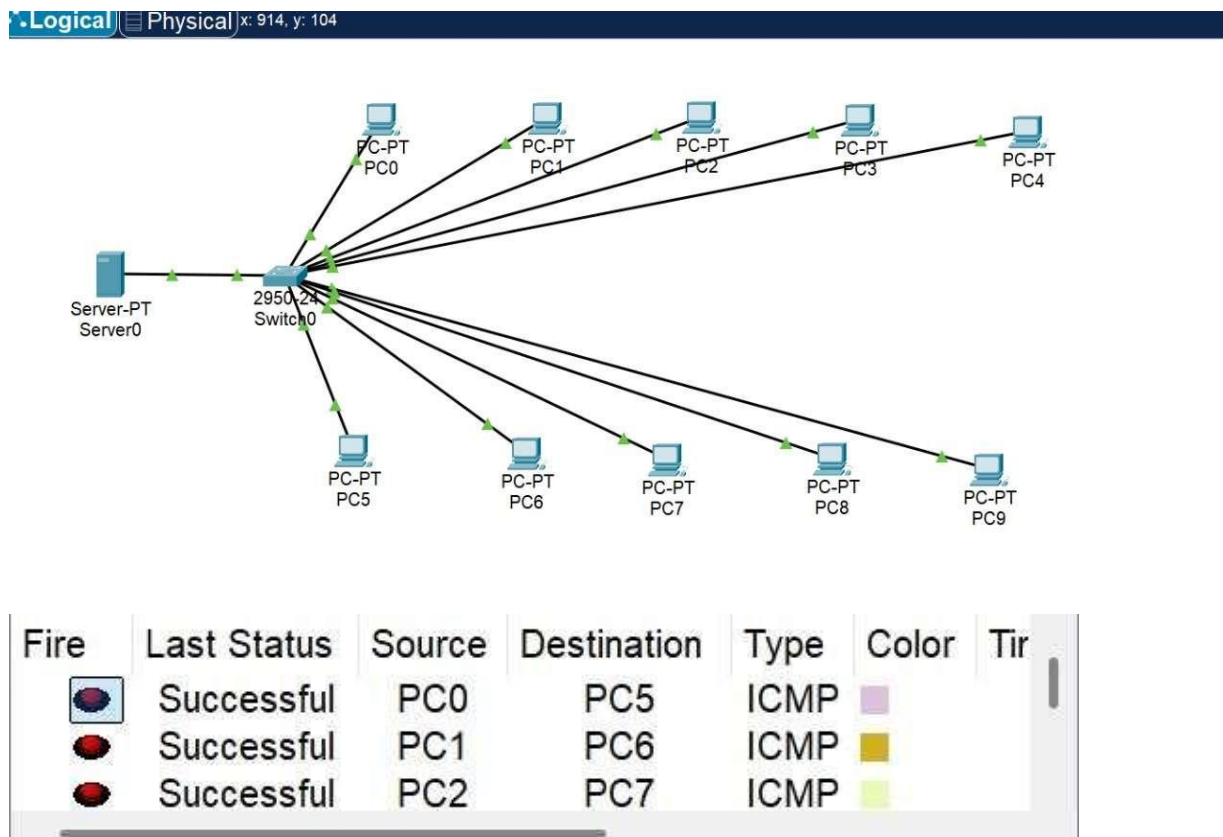 Logical Physical x: 914, y: 104
PC-PT
PC0
PC-PT
PC1
PC-PT
PC2
PC-PT
PC3
PC-PT
PC4
Server-PT
Server0
2950-24
Switch0
PC-PT
PC5
PC-PT
PC6
PC-PT
PC7
PC-PT
PC8
PC-PT
PC9
Fire Last Status Source Destination Type Color Tir
Successful PC0 PC5 ICMP
Successful PC1 PC6 ICMP
Successful PC2 PC7 ICMP